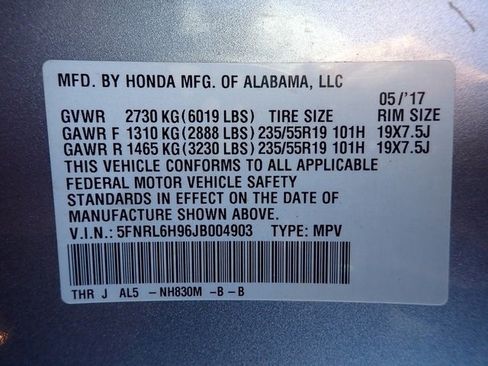 MFD. BY HONDA MFG. OF ALABAMA, LLC
05/'17
GVWR 2730 KG(6019 LBS) TIRE SIZE RIM SIZE
GAWR F 1310 KG(2888 LBS) 235/55R19 101H 19X7.5J
GAWR R 1465 KG(3230 LBS) 235/55R19 101H 19X7.5J
THIS VEHICLE CONFORMS TO ALL APPLICABLE
FEDERAL MOTOR VEHICLE SAFETY
STANDARDS IN EFFECT ON THE DATE
OF MANUFACTURE SHOWN ABOVE.
V.I.N.: 5FNRL6H96JB004903 TYPE: MPV
THR J AL5 -NH830M -B-B